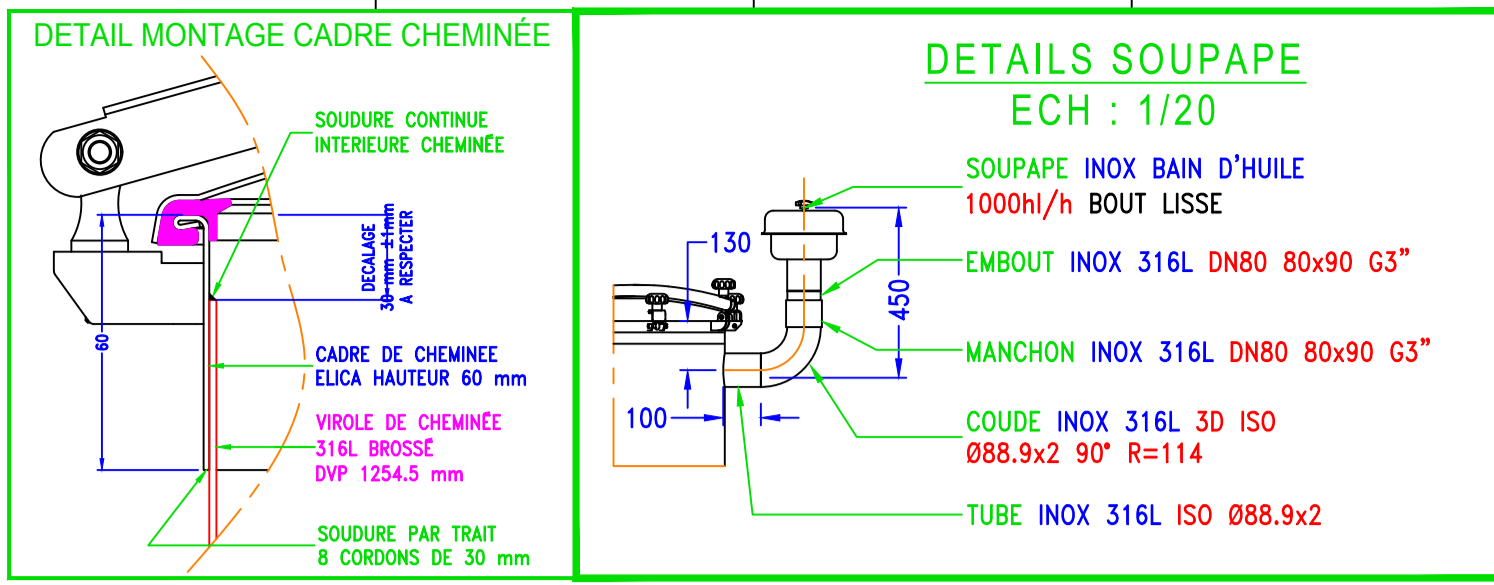 DETAIL MONTAGE CADRE CHEMINÉE
SOUDURE CONTINUE
INTERIEURE CHEMINÉE
DECALAGE
30 mm ±1mm
A RESPECTER
60
CADRE DE CHEMINEE
ELICA HAUTEUR 60 mm
VIROLE DE CHEMINÉE
316L BROSSÉ
DVP 1254.5 mm
SOUDURE PAR TRAIT
8 CORDONS DE 30 mm
DETAILS SOUPAPE
ECH : 1/20
SOUPAPE INOX BAIN D'HUILE
1000hl/h BOUT LISSE
130
EMBOUT INOX 316L DN80 80x90 G3"
450
MANCHON INOX 316L DN80 80x90 G3"
100
COUDE INOX 316L 3D ISO
Ø88.9x2 90° R=114
TUBE INOX 316L ISO Ø88.9x2